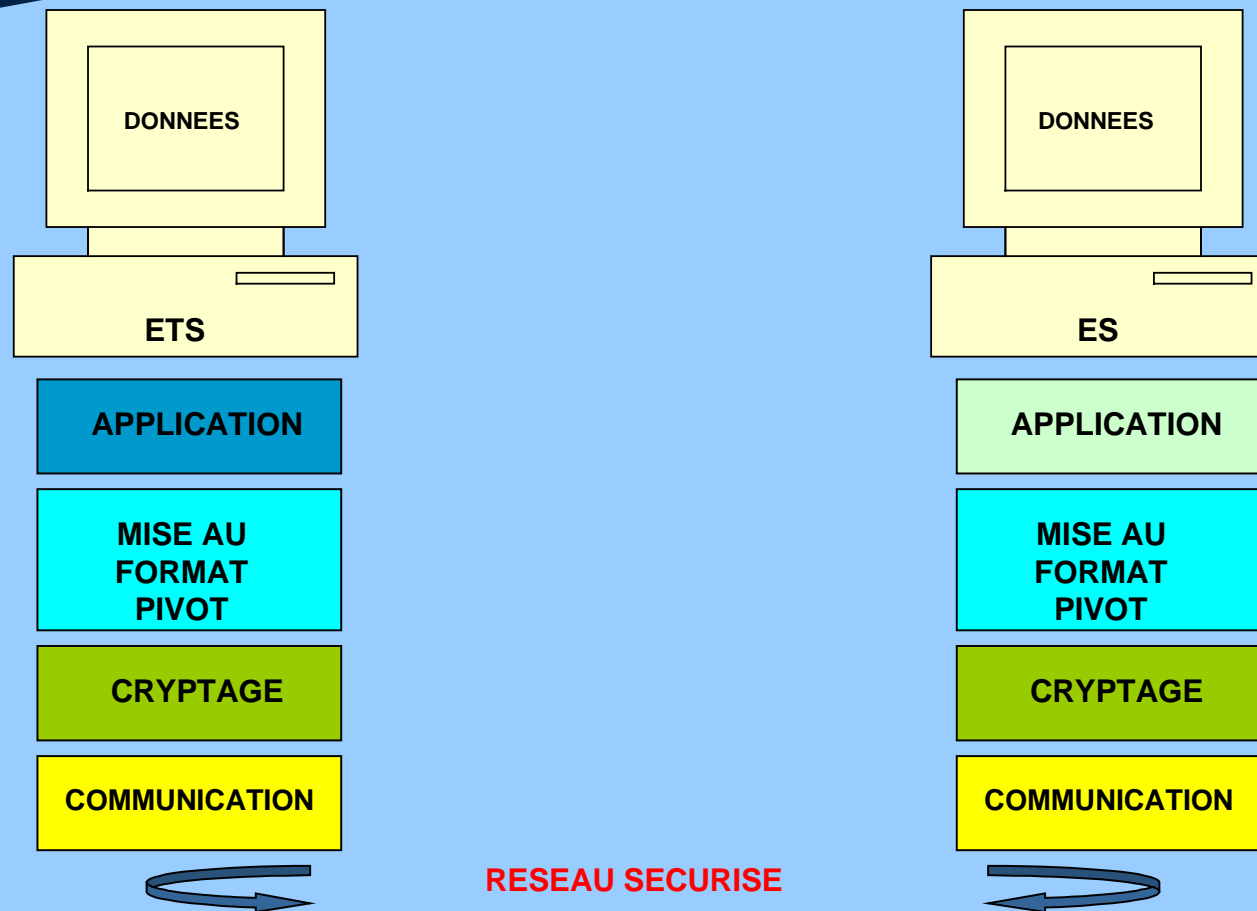 DONNEES
ETS
APPLICATION
MISE AU
FORMAT
PIVOT
CRYPTAGE
COMMUNICATION
DONNEES
ES
APPLICATION
MISE AU
FORMAT
PIVOT
CRYPTAGE
COMMUNICATION
RESEAU SECURISE